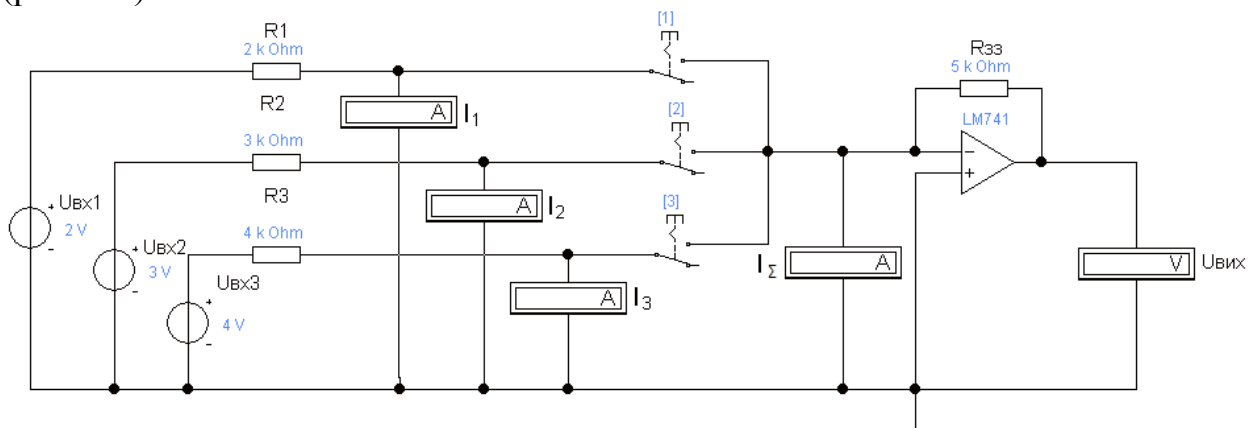 R1
2 k Ohm
[1]
Rзз
5 k Ohm
A I1
R2
[2]
LM741
3 k Ohm
A I2
R3
[3]
Uвх1
2 V
4 k Ohm
Uвх2
3 V
A I3
IΣ A
V Uвих
Uвх3
4 V